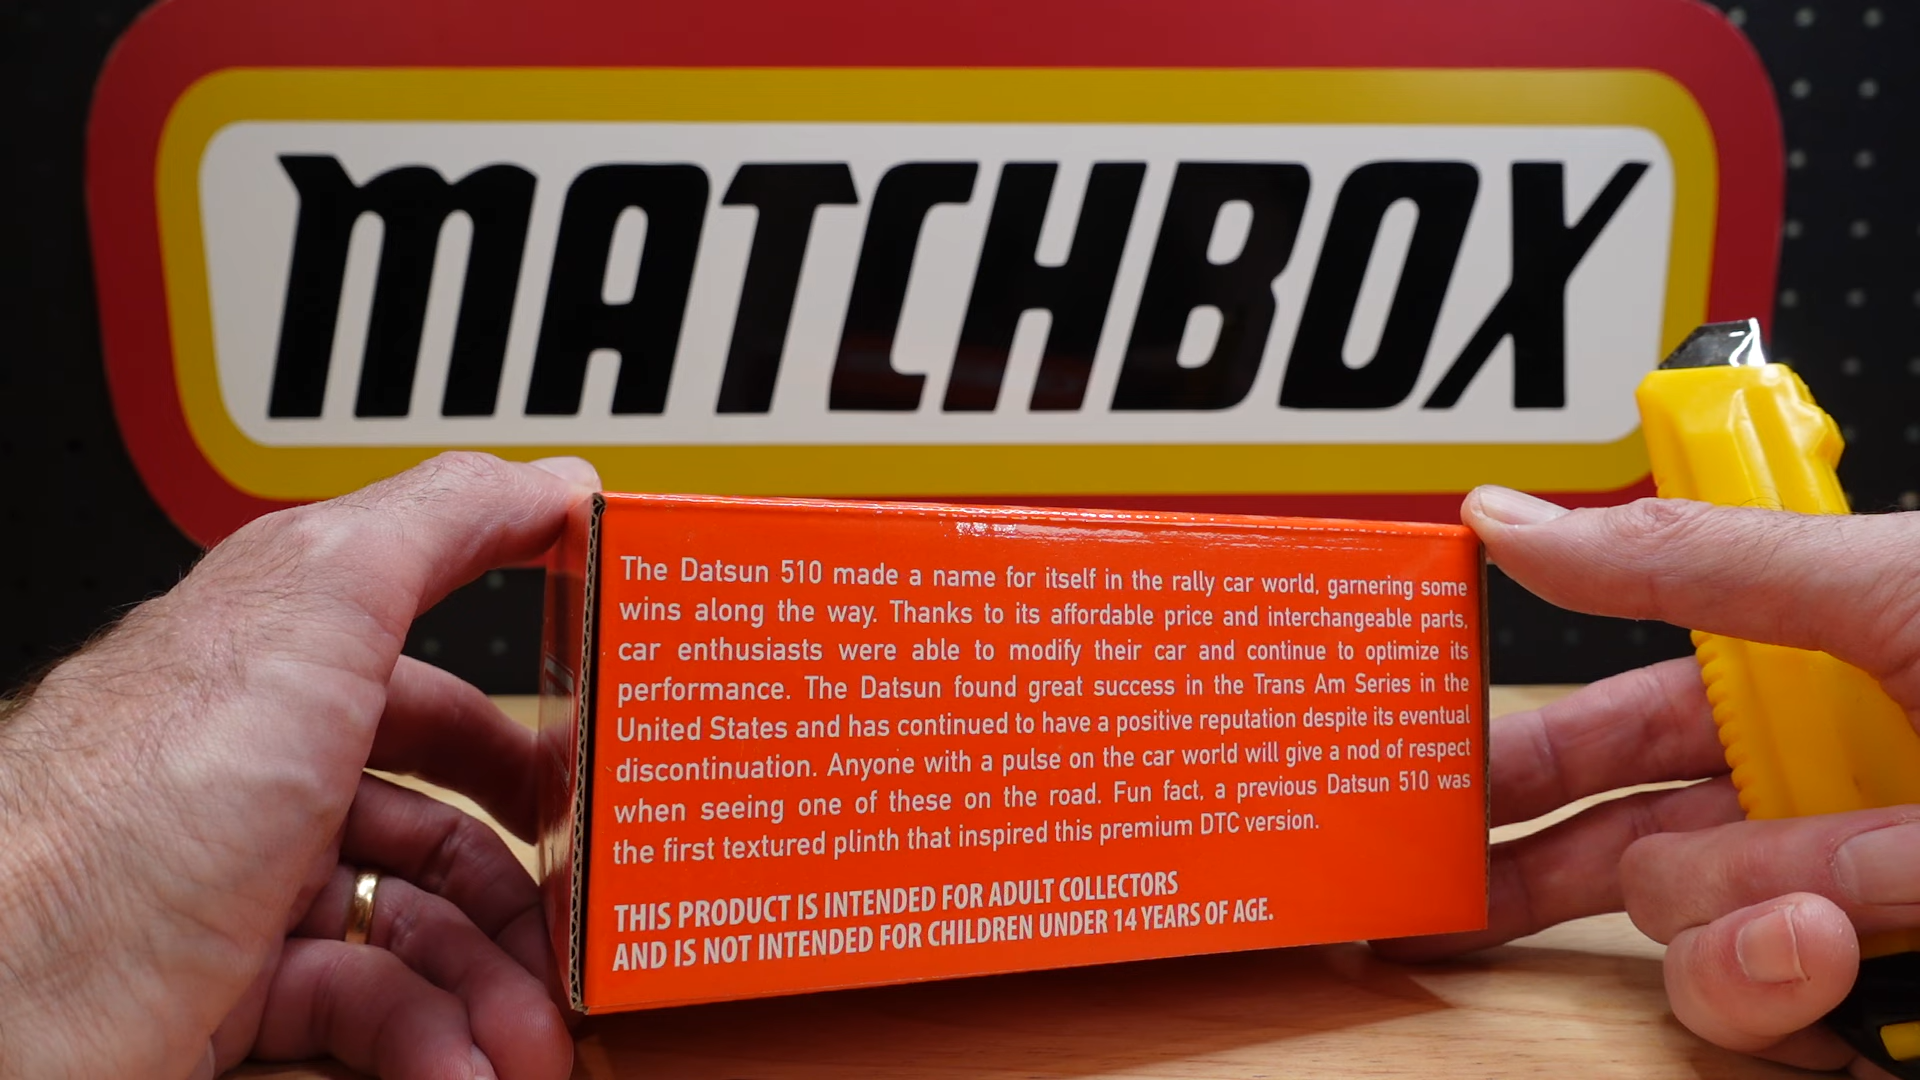 MATCHBOX
The Datsun 510 made a name for itself in the rally car world, garnering some
wins along the way. Thanks to its affordable price and interchangeable parts,
car enthusiasts were able to modify their car and continue to optimize its
performance. The Datsun found great success in the Trans Am Series in the
United States and has continued to have a positive reputation despite its eventual
discontinuation. Anyone with a pulse on the car world will give a nod of respect
when seeing one of these on the road. Fun fact, a previous Datsun 510 was
the first textured plinth that inspired this premium DTC version.
THIS PRODUCT IS INTENDED FOR ADULT COLLECTORS
AND IS NOT INTENDED FOR CHILDREN UNDER 14 YEARS OF AGE.